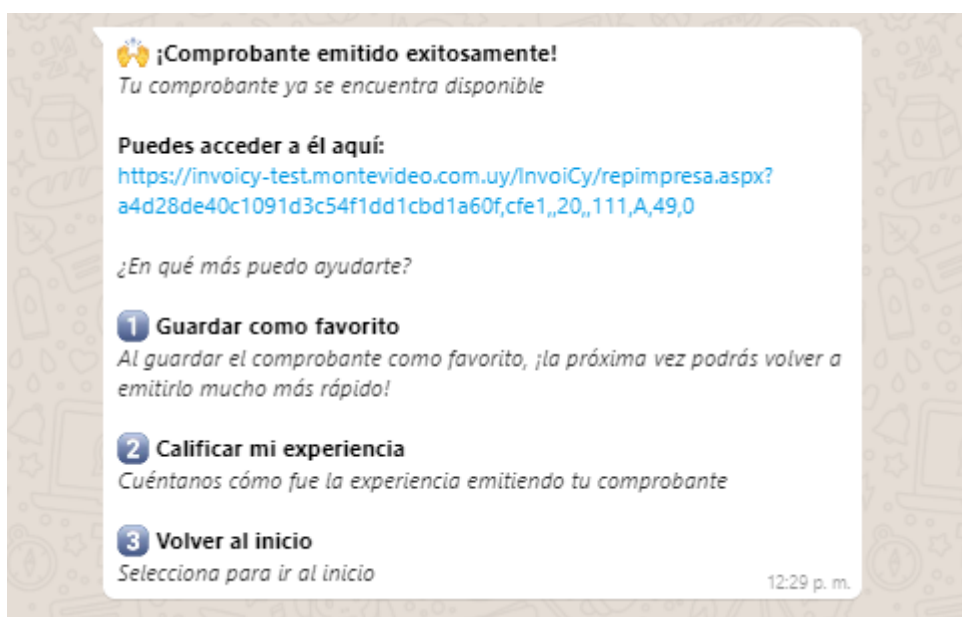 🙌 ¡Comprobante emitido exitosamente!
Tu comprobante ya se encuentra disponible
Puedes acceder a él aquí:
https://invoicy-test.montevideo.com.uy/InvoiCy/repimpresa.aspx?
a4d28de40c1091d3c54f1dd1cbd1a60f,cfe1,,20,,111,A,49,0
¿En qué más puedo ayudarte?
1️⃣ Guardar como favorito
Al guardar el comprobante como favorito, ¡la próxima vez podrás volver a
emitirlo mucho más rápido!
2️⃣ Calificar mi experiencia
Cuéntanos cómo fue la experiencia emitiendo tu comprobante
3️⃣ Volver al inicio
Selecciona para ir al inicio
12:29 p. m.